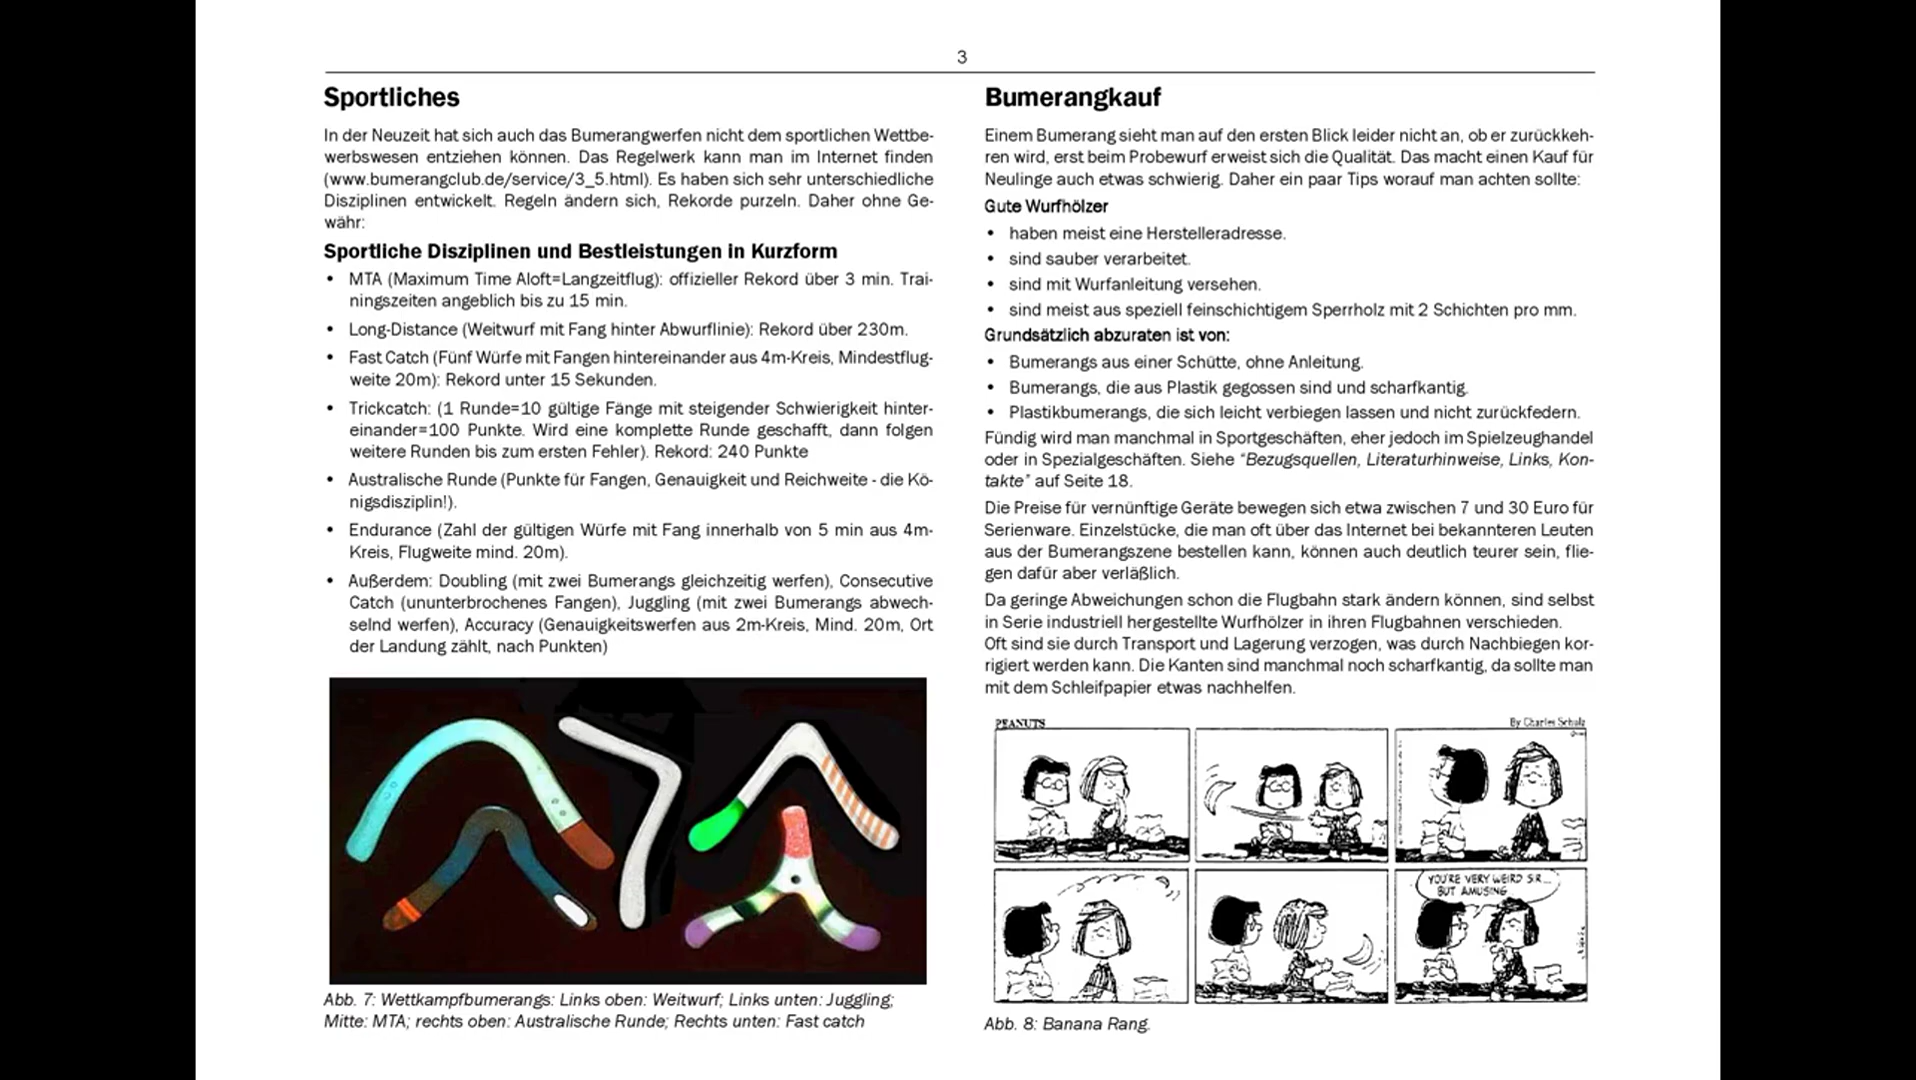 3
Sportliches
In der Neuzeit hat sich auch das Bumerangwerfen nicht dem sportlichen Wettbe-
werbswesen entziehen können. Das Regelwerk kann man im Internet finden
(www.bumerangclub.de/service/3_5.html). Es haben sich sehr unterschiedliche
Disziplinen entwickelt. Regeln ändern sich, Rekorde purzeln. Daher ohne Ge-
währ:
Sportliche Disziplinen und Bestleistungen in Kurzform
• MTA (Maximum Time Aloft=Langzeitflug): offizieller Rekord über 3 min. Trai-
ningszeiten angeblich bis zu 15 min.
• Long-Distance (Weitwurf mit Fang hinter Abwurflinie): Rekord über 230m.
• Fast Catch (Fünf Würfe mit Fangen hintereinander aus 4m-Kreis, Mindestflug-
weite 20m): Rekord unter 15 Sekunden.
• Trickcatch: (1 Runde=10 gültige Fänge mit steigender Schwierigkeit hinter-
einander=100 Punkte. Wird eine komplette Runde geschafft, dann folgen
weitere Runden bis zum ersten Fehler). Rekord: 240 Punkte
• Australische Runde (Punkte für Fangen, Genauigkeit und Reichweite - die Kö-
nigsdisziplin!).
• Endurance (Zahl der gültigen Würfe mit Fang innerhalb von 5 min aus 4m-
Kreis, Flugweite mind. 20m).
• Außerdem: Doubling (mit zwei Bumerangs gleichzeitig werfen), Consecutive
Catch (ununterbrochenes Fangen), Juggling (mit zwei Bumerangs abwech-
selnd werfen), Accuracy (Genauigkeitswerfen aus 2m-Kreis, Mind. 20m, Ort
der Landung zählt, nach Punkten)
Abb. 7: Wettkampfbumerangs: Links oben: Weitwurf; Links unten: Juggling;
Mitte: MTA; rechts oben: Australische Runde; Rechts unten: Fast catch
Bumerangkauf
Einem Bumerang sieht man auf den ersten Blick leider nicht an, ob er zurückkeh-
ren wird, erst beim Probewurf erweist sich die Qualität. Das macht einen Kauf für
Neulinge auch etwas schwierig. Daher ein paar Tips worauf man achten sollte:
Gute Wurfhölzer
• haben meist eine Herstelleradresse.
• sind sauber verarbeitet.
• sind mit Wurfanleitung versehen.
• sind meist aus speziell feinschichtigem Sperrholz mit 2 Schichten pro mm.
Grundsätzlich abzuraten ist von:
• Bumerangs aus einer Schütte, ohne Anleitung.
• Bumerangs, die aus Plastik gegossen sind und scharfkantig.
• Plastikbumerangs, die sich leicht verbiegen lassen und nicht zurückfedern.
Fündig wird man manchmal in Sportgeschäften, eher jedoch im Spielzeughandel
oder in Spezialgeschäften. Siehe "Bezugsquellen, Literaturhinweise, Links, Kon-
takte" auf Seite 18.
Die Preise für vernünftige Geräte bewegen sich etwa zwischen 7 und 30 Euro für
Serienware. Einzelstücke, die man oft über das Internet bei bekannteren Leuten
aus der Bumerangszene bestellen kann, können auch deutlich teurer sein, flie-
gen dafür aber verläßlich.
Da geringe Abweichungen schon die Flugbahn stark ändern können, sind selbst
in Serie industriell hergestellte Wurfhölzer in ihren Flugbahnen verschieden.
Oft sind sie durch Transport und Lagerung verzogen, was durch Nachbiegen kor-
rigiert werden kann. Die Kanten sind manchmal noch scharfkantig, da sollte man
mit dem Schleifpapier etwas nachhelfen.
PEANUTS
By Charles Schulz
YOU'RE VERY WEIRD SIR...
BUT AMUSING
Abb. 8: Banana Rang.